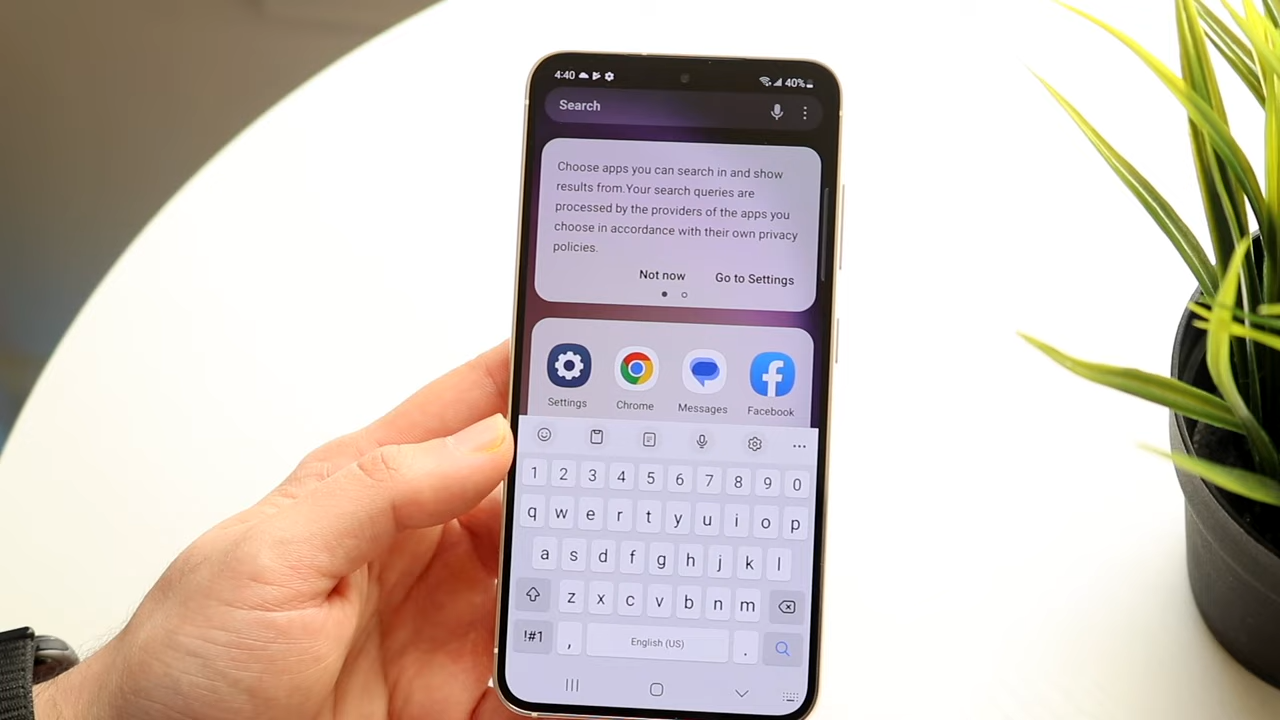 4:40 40%
Search
Choose apps you can search in and show
results from.Your search queries are
processed by the providers of the apps you
choose in accordance with their own privacy
policies.
Not now Go to Settings
Settings Chrome Messages Facebook
1 2 3 4 5 6 7 8 9 0
q w e r t y u i o p
a s d f g h j k l
z x c v b n m
!#1 , English (US) .